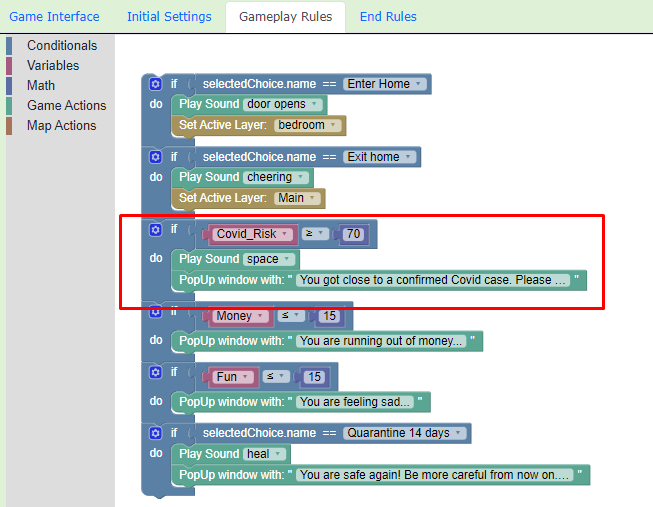 Game Interface Initial Settings Gameplay Rules End Rules
Conditionals
Variables
Math
Game Actions
Map Actions
if selectedChoice.name == Enter Home
do Play Sound door opens
Set Active Layer: bedroom
if selectedChoice.name == Exit home
do Play Sound cheering
Set Active Layer: Main
if Covid_Risk ≥ 70
do Play Sound space
PopUp window with: " You got close to a confirmed Covid case. Please ... "
if Money ≤ 15
do PopUp window with: " You are running out of money... "
if Fun ≤ 15
do PopUp window with: " You are feeling sad... "
if selectedChoice.name == Quarantine 14 days
do Play Sound heal
PopUp window with: " You are safe again! Be more careful from now on.... "